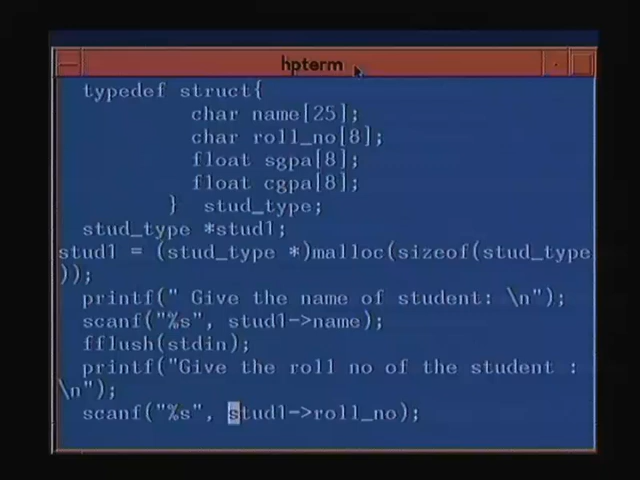 hpterm
typedef struct{
char name[25];
char roll_no[8];
float sgpa[8];
float cgpa[8];
} stud_type;
stud_type *stud1;
stud1 = (stud_type *)malloc(sizeof(stud_type
));
printf(" Give the name of student: \n");
scanf("%s", stud1->name);
fflush(stdin);
printf("Give the roll no of the student :
\n");
scanf("%s", stud1->roll_no);